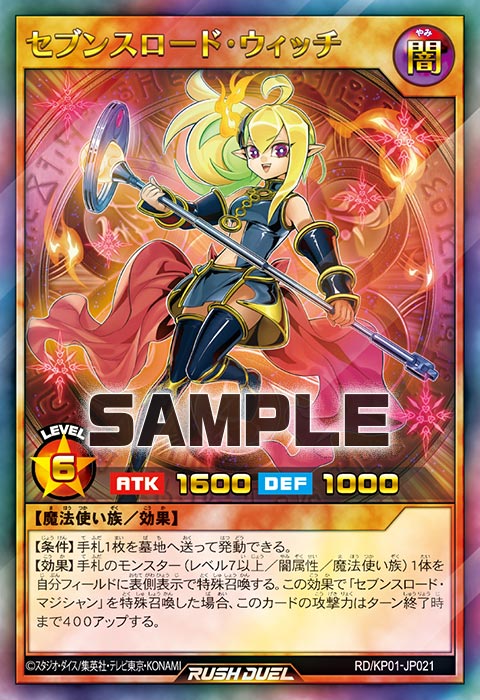 セブンスロード・ウィッチ
やみ
闇
SAMPLE
LEVEL
6
ATK 1600 DEF 1000
【魔法使い族／効果】
【条件】手札1枚を墓地へ送って発動できる。
【効果】手札のモンスター（レベル7以上／闇属性／魔法使い族）1体を
自分フィールドに表側表示で特殊召喚する。この効果で「セブンスロード・
マジシャン」を特殊召喚した場合、このカードの攻撃力はターン終了時
まで400アップする。
©スタジオ・ダイス/集英社・テレビ東京・KONAMI
RUSH DUEL
RD/KP01-JP021